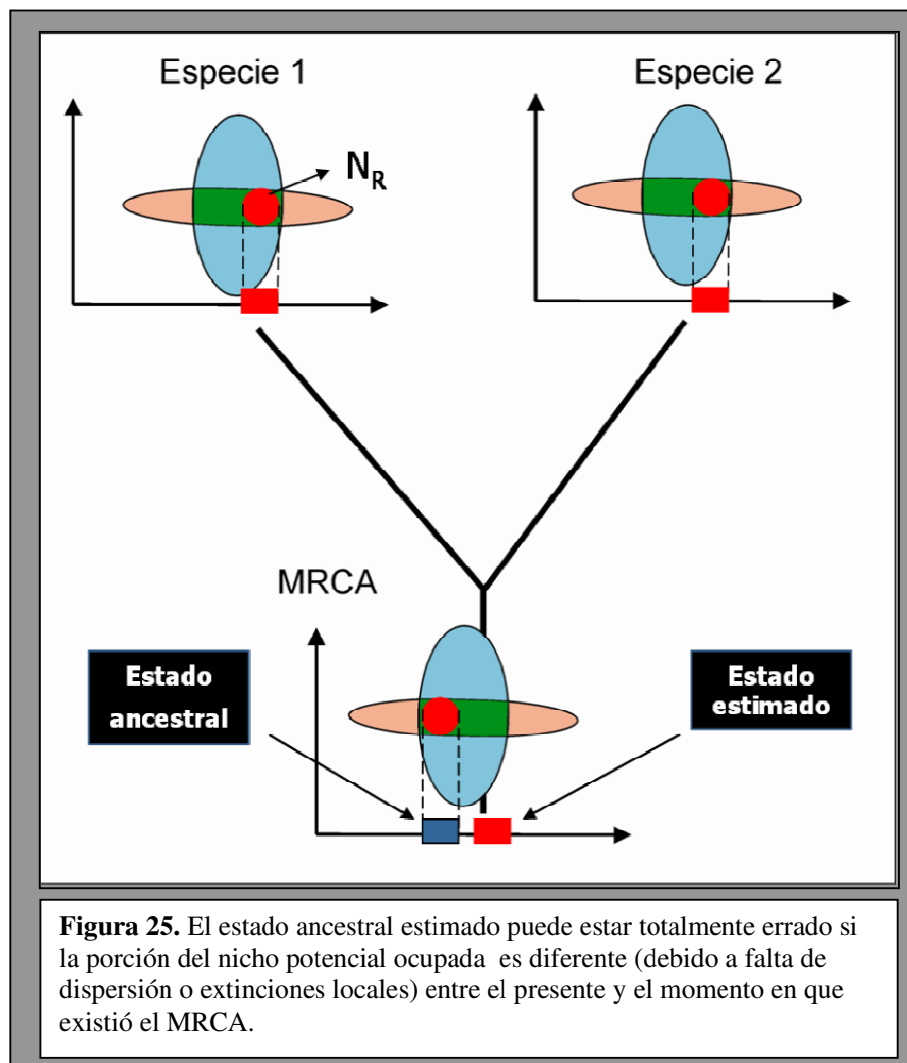 Especie 1
Especie 2
N_R
MRCA
Estado
ancestral
Estado
estimado
Figura 25. El estado ancestral estimado puede estar totalmente errado si
la porción del nicho potencial ocupada es diferente (debido a falta de
dispersión o extinciones locales) entre el presente y el momento en que
existió el MRCA.